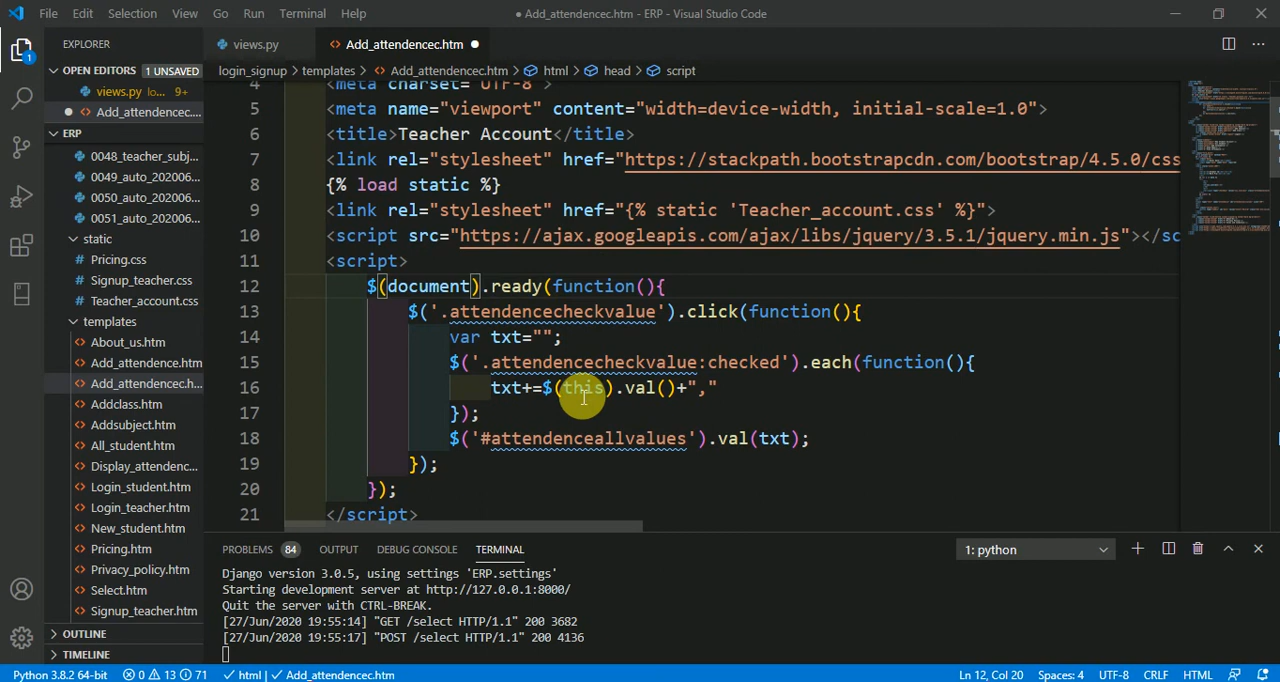 File Edit Selection View Go Run Terminal Help
● Add_attendencec.htm - ERP - Visual Studio Code
EXPLORER
views.py
<> Add_attendencec.htm ●
1
OPEN EDITORS 1 UNSAVED
login_signup > templates > <> Add_attendencec.htm > html > head > script
views.py lo... 9+
● <> Add_attendencec...
ERP
0048_teacher_subj...
0049_auto_202006...
0050_auto_202006...
0051_auto_202006...
static
# Pricing.css
# Signup_teacher.css
# Teacher_account.css
templates
<> About_us.htm
<> Add_attendence.htm
<> Add_attendencec.h...
<> Addclass.htm
<> Addsubject.htm
<> All_student.htm
<> Display_attendenc...
<> Login_student.htm
<> Login_teacher.htm
<> New_student.htm
<> Pricing.htm
<> Privacy_policy.htm
<> Select.htm
<> Signup_teacher.htm
OUTLINE
TIMELINE
4 <meta charset="UTF-8">
5 <meta name="viewport" content="width=device-width, initial-scale=1.0">
6 <title>Teacher Account</title>
7 <link rel="stylesheet" href="https://stackpath.bootstrapcdn.com/bootstrap/4.5.0/css
8 {% load static %}
9 <link rel="stylesheet" href="{% static 'Teacher_account.css' %}">
10 <script src="https://ajax.googleapis.com/ajax/libs/jquery/3.5.1/jquery.min.js"></sc
11 <script>
12 $(document).ready(function(){
13 $('.attendencecheckvalue').click(function(){
14 var txt="";
15 $('.attendencecheckvalue:checked').each(function(){
16 txt+=$(this).val()+","
17 });
18 $('#attendenceallvalues').val(txt);
19 });
20 });
21 </script>
PROBLEMS 84 OUTPUT DEBUG CONSOLE TERMINAL
1: python
Django version 3.0.5, using settings 'ERP.settings'
Starting development server at http://127.0.0.1:8000/
Quit the server with CTRL-BREAK.
[27/Jun/2020 19:55:14] "GET /select HTTP/1.1" 200 3682
[27/Jun/2020 19:55:17] "POST /select HTTP/1.1" 200 4136
Python 3.8.2 64-bit 0 13 71 ✓ html | ✓ Add_attendencec.htm
Ln 12, Col 20 Spaces: 4 UTF-8 CRLF HTML